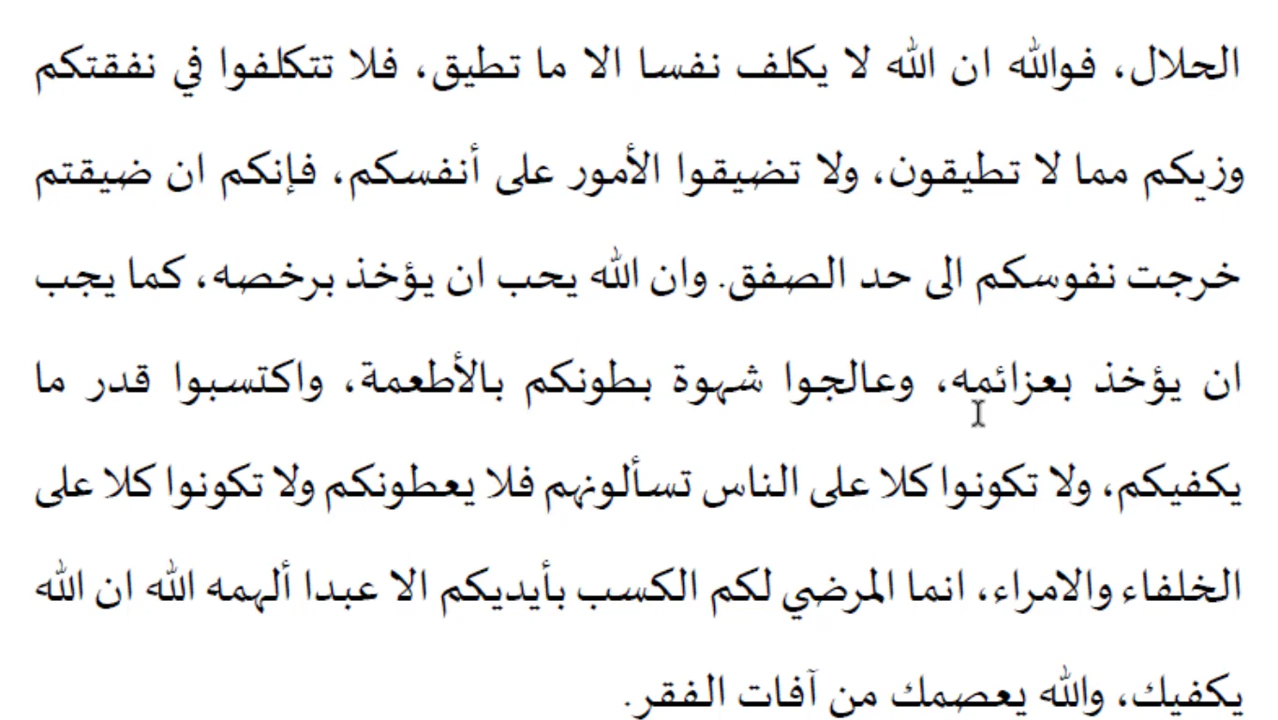 الحلال، فوالله ان الله لا يكلف نفسا الا ما تطيق، فلا تتكلفوا في نفقتكم
وزيكم مما لا تطيقون، ولا تضيقوا الأمور على أنفسكم، فإنكم ان ضيقتم
خرجت نفوسكم الى حد الصفق. وان الله يحب ان يؤخذ برخصه، كما يجب
ان يؤخذ بعزائمه، وعالجوا شهوة بطونكم بالأطعمة، واكتسبوا قدر ما
يكفيكم، ولا تكونوا كلا على الناس تسألونهم فلا يعطونكم ولا تكونوا كلا على
الخلفاء والامراء، انما المرضي لكم الكسب بأيديكم الا عبدا ألهمه الله ان الله
يكفيك، والله يعصمك من آفات الفقر.